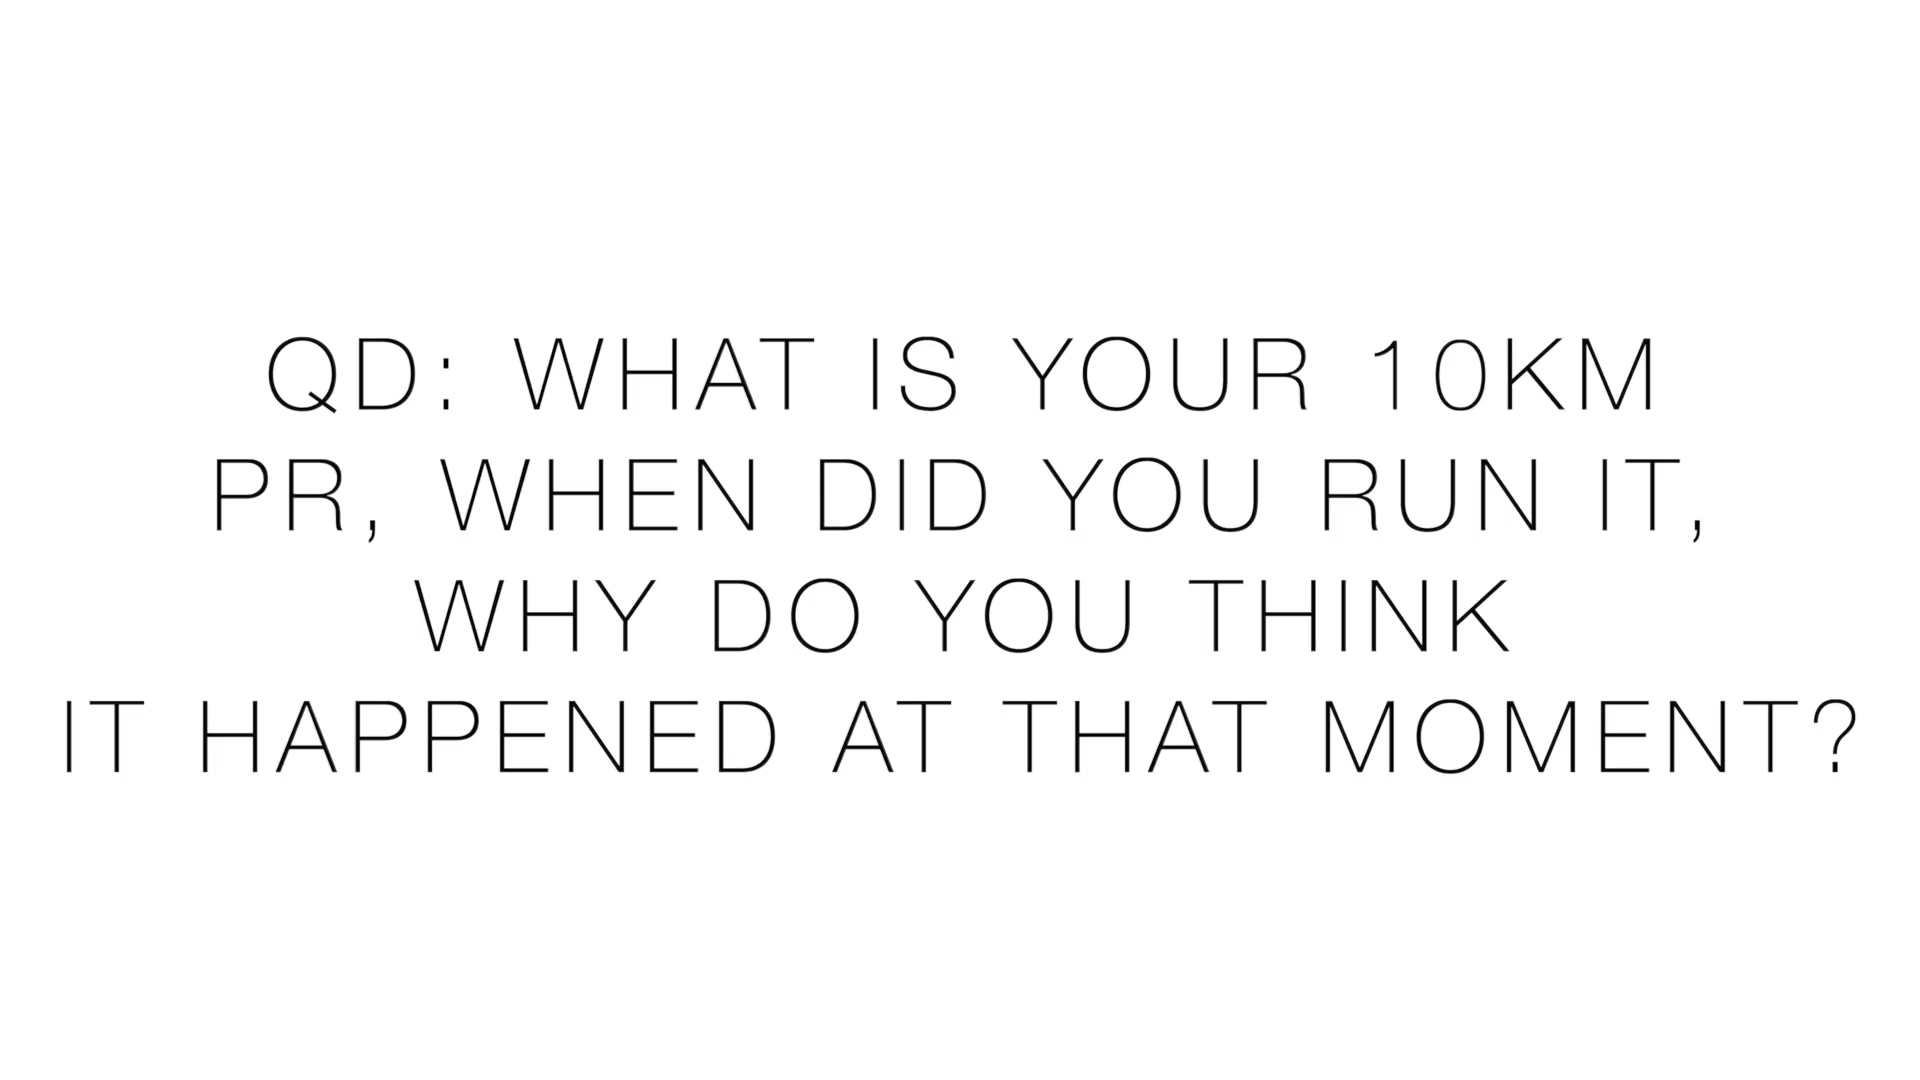 QD: WHAT IS YOUR 10KM
PR, WHEN DID YOU RUN IT,
WHY DO YOU THINK
IT HAPPENED AT THAT MOMENT?